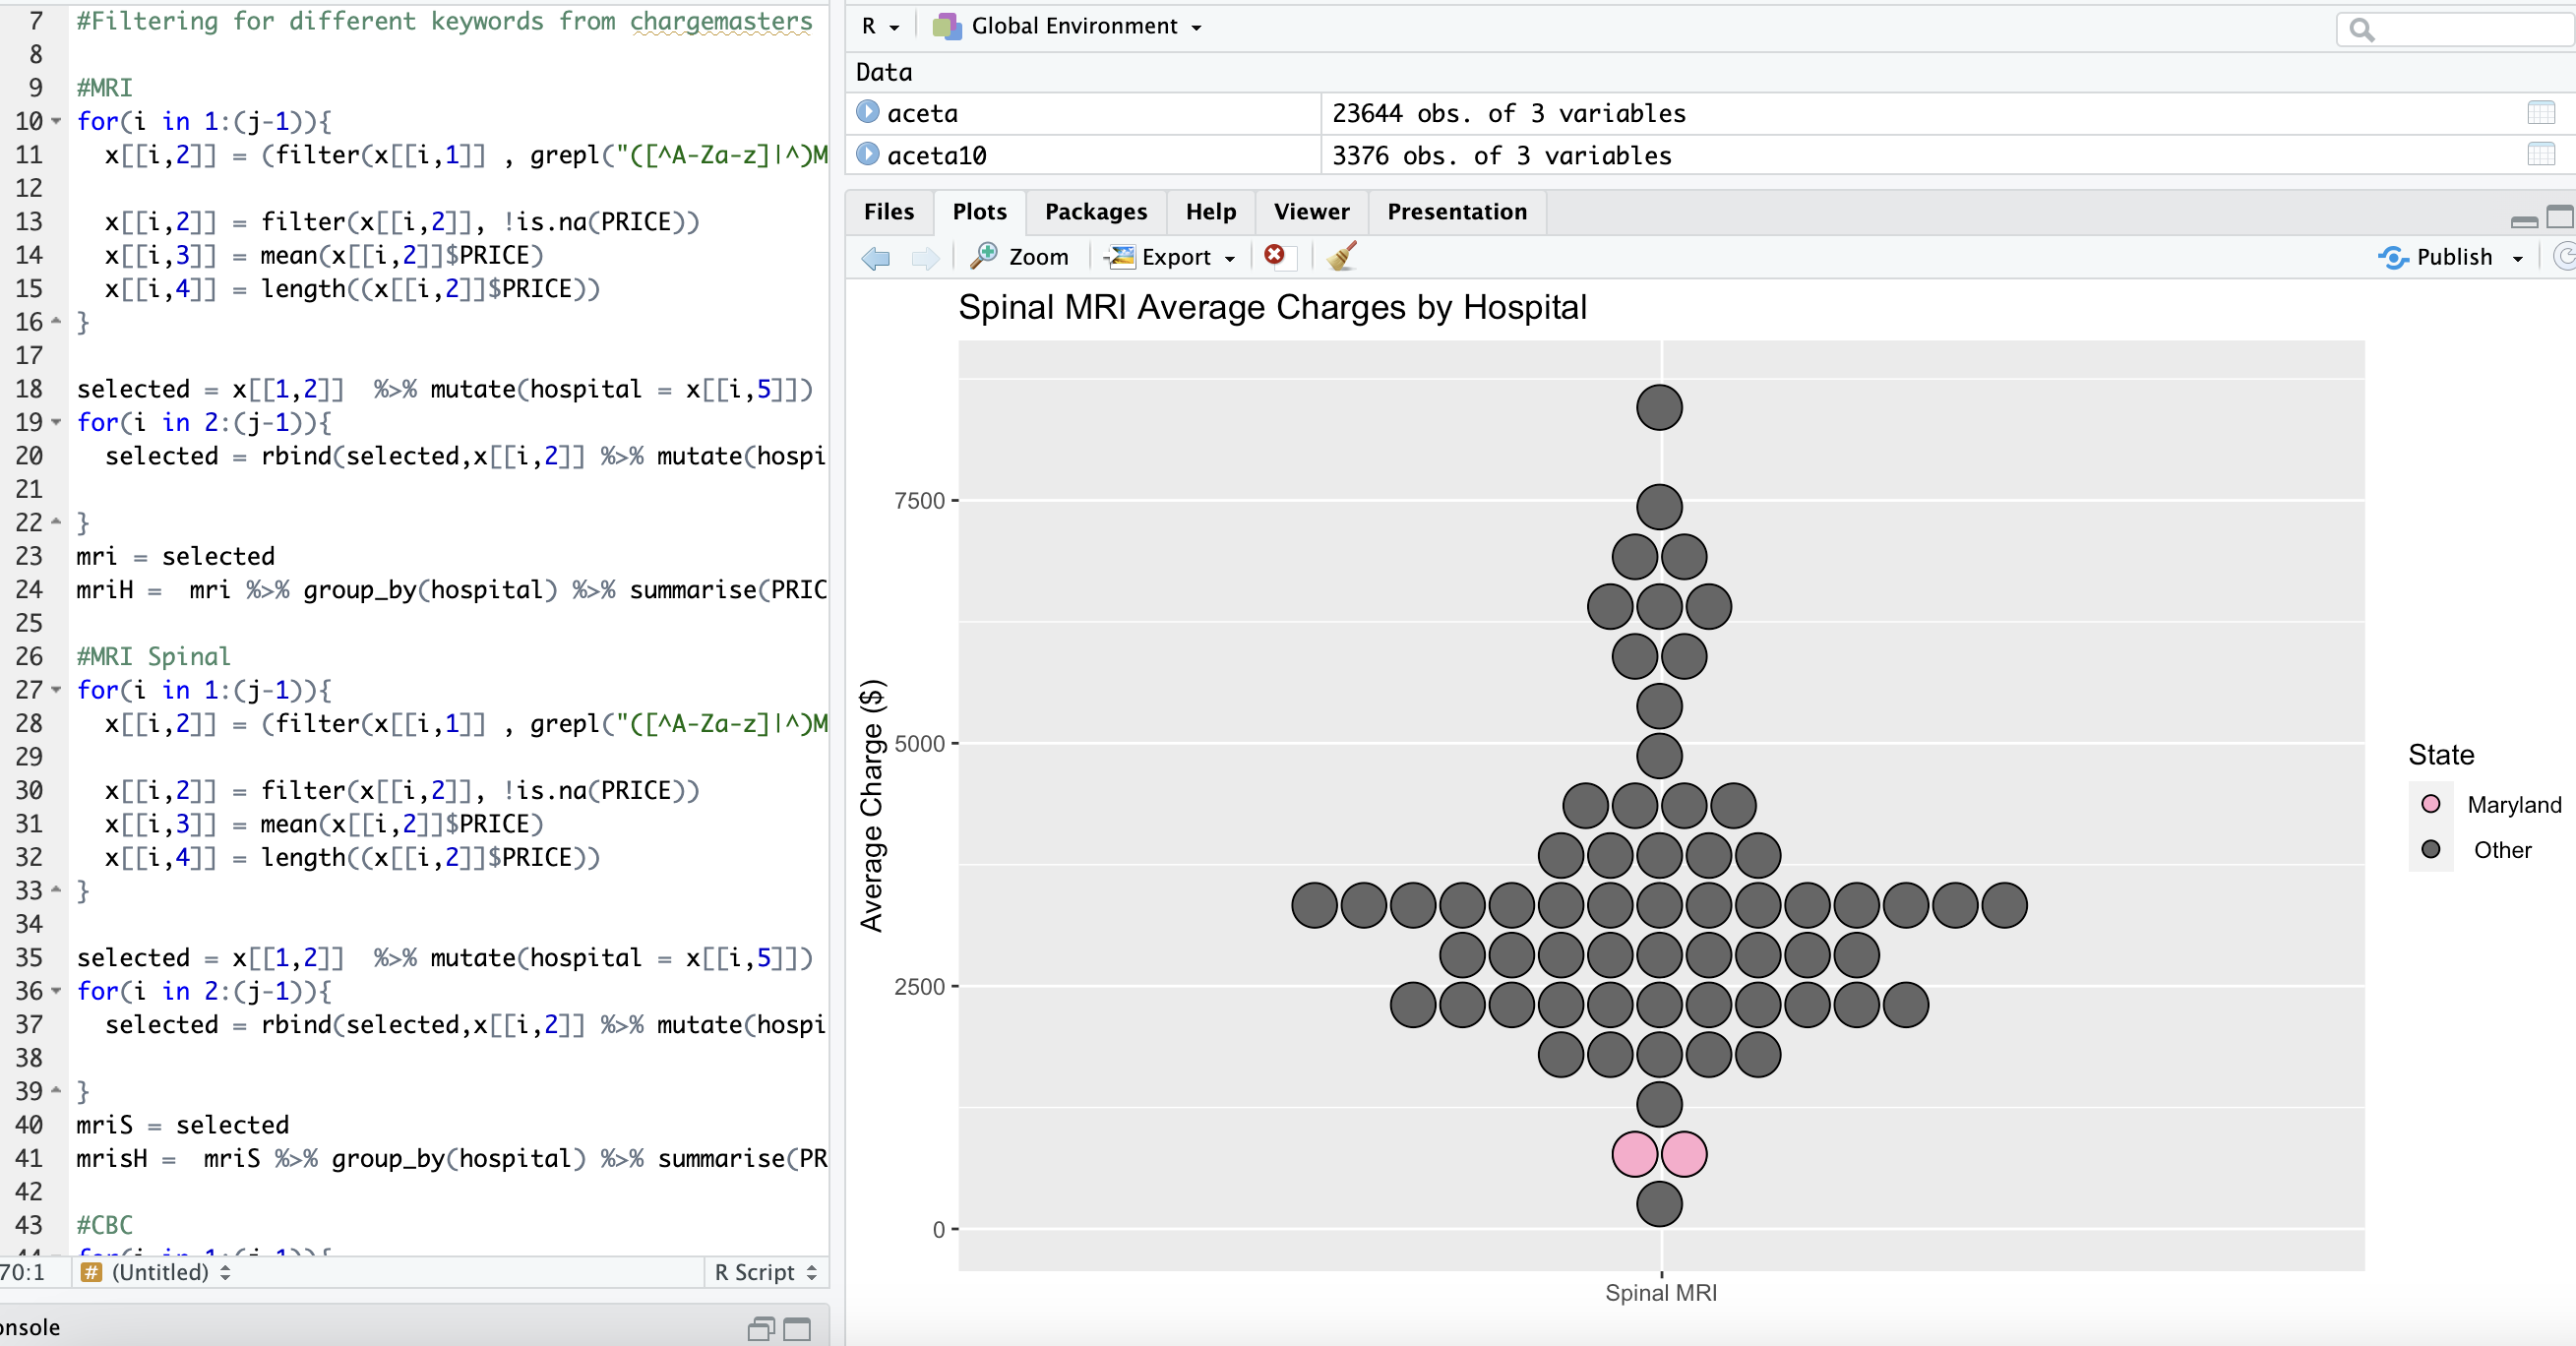 7 #Filtering for different keywords from chargemasters
8
9 #MRI
10 for(i in 1:(j-1)){
11 x[[i,2]] = (filter(x[[i,1]] , grepl("([^A-Za-z]|^)M
12
13 x[[i,2]] = filter(x[[i,2]], !is.na(PRICE))
14 x[[i,3]] = mean(x[[i,2]]$PRICE)
15 x[[i,4]] = length((x[[i,2]]$PRICE))
16 }
17
18 selected = x[[1,2]] %>% mutate(hospital = x[[i,5]])
19 for(i in 2:(j-1)){
20 selected = rbind(selected,x[[i,2]] %>% mutate(hospi
21
22 }
23 mri = selected
24 mriH = mri %>% group_by(hospital) %>% summarise(PRIC
25
26 #MRI Spinal
27 for(i in 1:(j-1)){
28 x[[i,2]] = (filter(x[[i,1]] , grepl("([^A-Za-z]|^)M
29
30 x[[i,2]] = filter(x[[i,2]], !is.na(PRICE))
31 x[[i,3]] = mean(x[[i,2]]$PRICE)
32 x[[i,4]] = length((x[[i,2]]$PRICE))
33 }
34
35 selected = x[[1,2]] %>% mutate(hospital = x[[i,5]])
36 for(i in 2:(j-1)){
37 selected = rbind(selected,x[[i,2]] %>% mutate(hospi
38
39 }
40 mriS = selected
41 mrisH = mriS %>% group_by(hospital) %>% summarise(PR
42
43 #CBC
44 for(i in 1:(j-1)){
70:1 # (Untitled) R Script
onsole
R Global Environment
Data
aceta 23644 obs. of 3 variables
aceta10 3376 obs. of 3 variables
Files Plots Packages Help Viewer Presentation
Zoom Export Publish
Spinal MRI Average Charges by Hospital
Average Charge ($)
7500
5000
2500
0
Spinal MRI
State
Maryland
Other